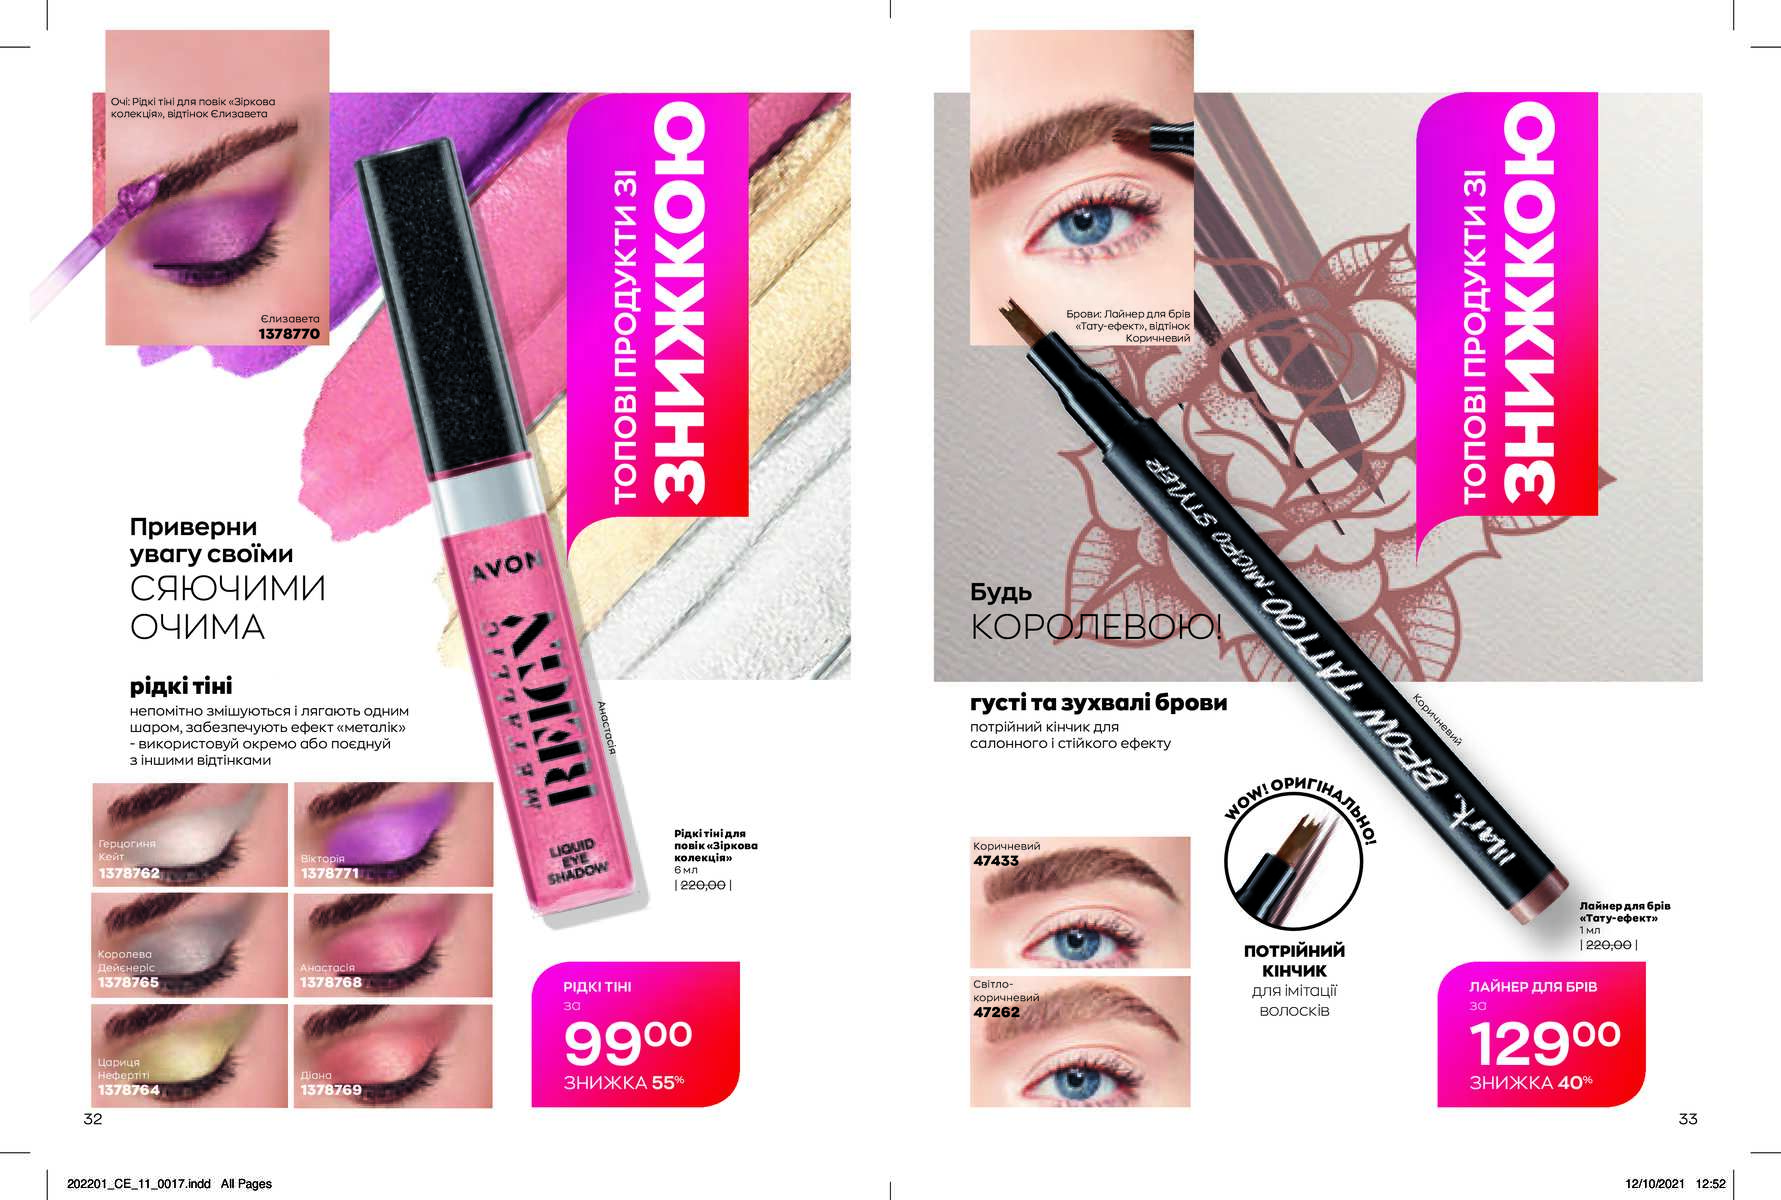 Очі: Рідкі тіні для повік «Зіркова
колекція», відтінок Єлизавета
Єлизавета
1378770
ТОПОВІ ПРОДУКТИ ЗІ
ЗНИЖКОЮ
Приверни
увагу своїми
СЯЮЧИМИ
ОЧИМА
рідкі тіні
непомітно змішуються і лягають одним
шаром, забезпечують ефект «металік»
- використовуй окремо або поєднуй
з іншими відтінками
AVON
METALLIC
REIGN
LIQUID
EYE
SHADOW
Анастасія
Герцогиня
Кейт
1378762
Вікторія
1378771
Королева
Дейєнеріс
1378765
Анастасія
1378768
Цариця
Нефертіті
1378764
Діана
1378769
Рідкі тіні для
повік «Зіркова
колекція»
6 мл
| 220,00 |
РІДКІ ТІНІ
за
9900
ЗНИЖКА 55%
32
Брови: Лайнер для брів
«Тату-ефект», відтінок
Коричневий
ТОПОВІ ПРОДУКТИ ЗІ
ЗНИЖКОЮ
Будь
КОРОЛЕВОЮ!
густі та зухвалі брови
потрійний кінчик для
салонного і стійкого ефекту
mark. BROW TATTOO-MICRO STYLER
Коричневий
Коричневий
47433
Світло-
коричневий
47262
WOW! ОРИГІНАЛЬНО!
ПОТРІЙНИЙ
КІНЧИК
для імітації
волосків
Лайнер для брів
«Тату-ефект»
1 мл
| 220,00 |
ЛАЙНЕР ДЛЯ БРІВ
за
12900
ЗНИЖКА 40%
33
202201_CE_11_0017.indd   All Pages
12/10/2021   12:52